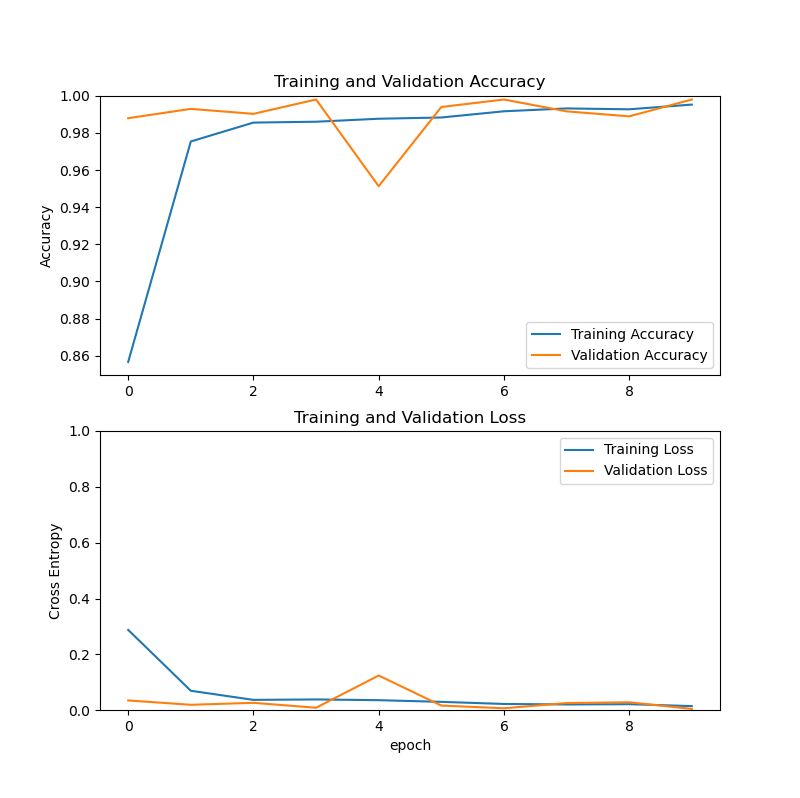 Training and Validation Accuracy
1.00
0.98
0.96
0.94
0.92
0.90
0.88
0.86
Accuracy
Training Accuracy
Validation Accuracy
0 2 4 6 8
Training and Validation Loss
1.0
0.8
0.6
0.4
0.2
0.0
Cross Entropy
Training Loss
Validation Loss
0 2 4 6 8
epoch